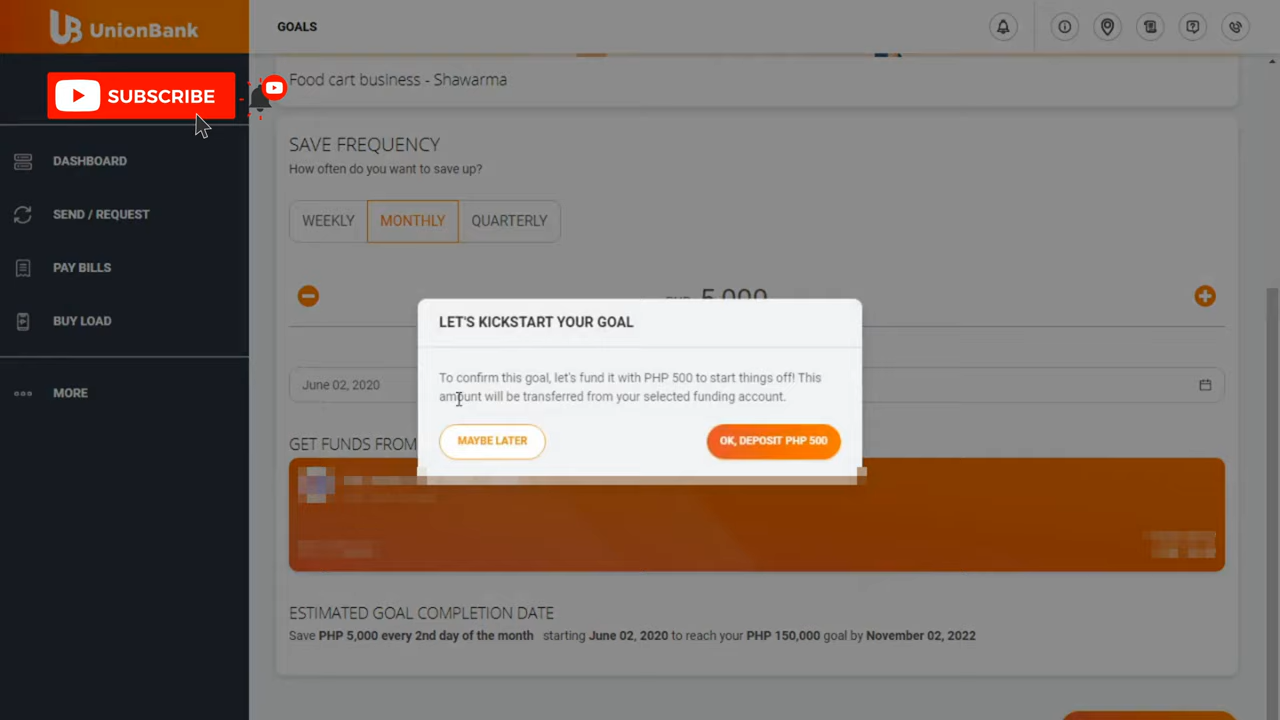 UnionBank
GOALS
SUBSCRIBE
DASHBOARD
SEND / REQUEST
PAY BILLS
BUY LOAD
MORE
Food cart business - Shawarma
SAVE FREQUENCY
How often do you want to save up?
WEEKLY
MONTHLY
QUARTERLY
5,000
LET'S KICKSTART YOUR GOAL
To confirm this goal, let's fund it with PHP 500 to start things off! This
amount will be transferred from your selected funding account.
MAYBE LATER
OK, DEPOSIT PHP 500
June 02, 2020
GET FUNDS FROM
ESTIMATED GOAL COMPLETION DATE
Save PHP 5,000 every 2nd day of the month starting June 02, 2020 to reach your PHP 150,000 goal by November 02, 2022